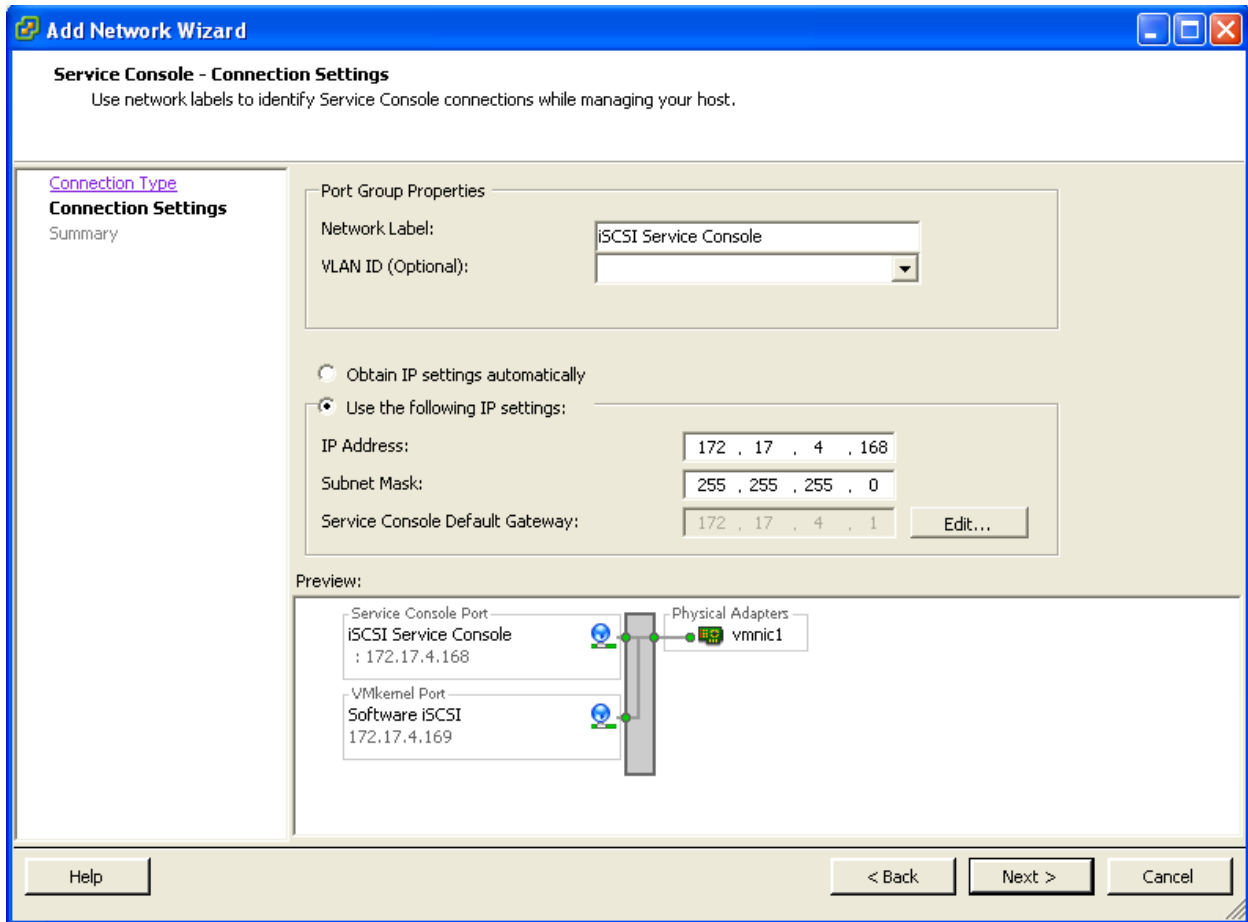 Add Network Wizard
Service Console - Connection Settings
Use network labels to identify Service Console connections while managing your host.
Connection Type
Connection Settings
Summary
Port Group Properties
Network Label: iSCSI Service Console
VLAN ID (Optional):
Obtain IP settings automatically
Use the following IP settings:
IP Address: 172 . 17 . 4 . 168
Subnet Mask: 255 . 255 . 255 . 0
Service Console Default Gateway: 172 . 17 . 4 . 1 Edit...
Preview:
Service Console Port
iSCSI Service Console
: 172.17.4.168
Physical Adapters
vmnic1
VMkernel Port
Software iSCSI
172.17.4.169
Help < Back Next > Cancel